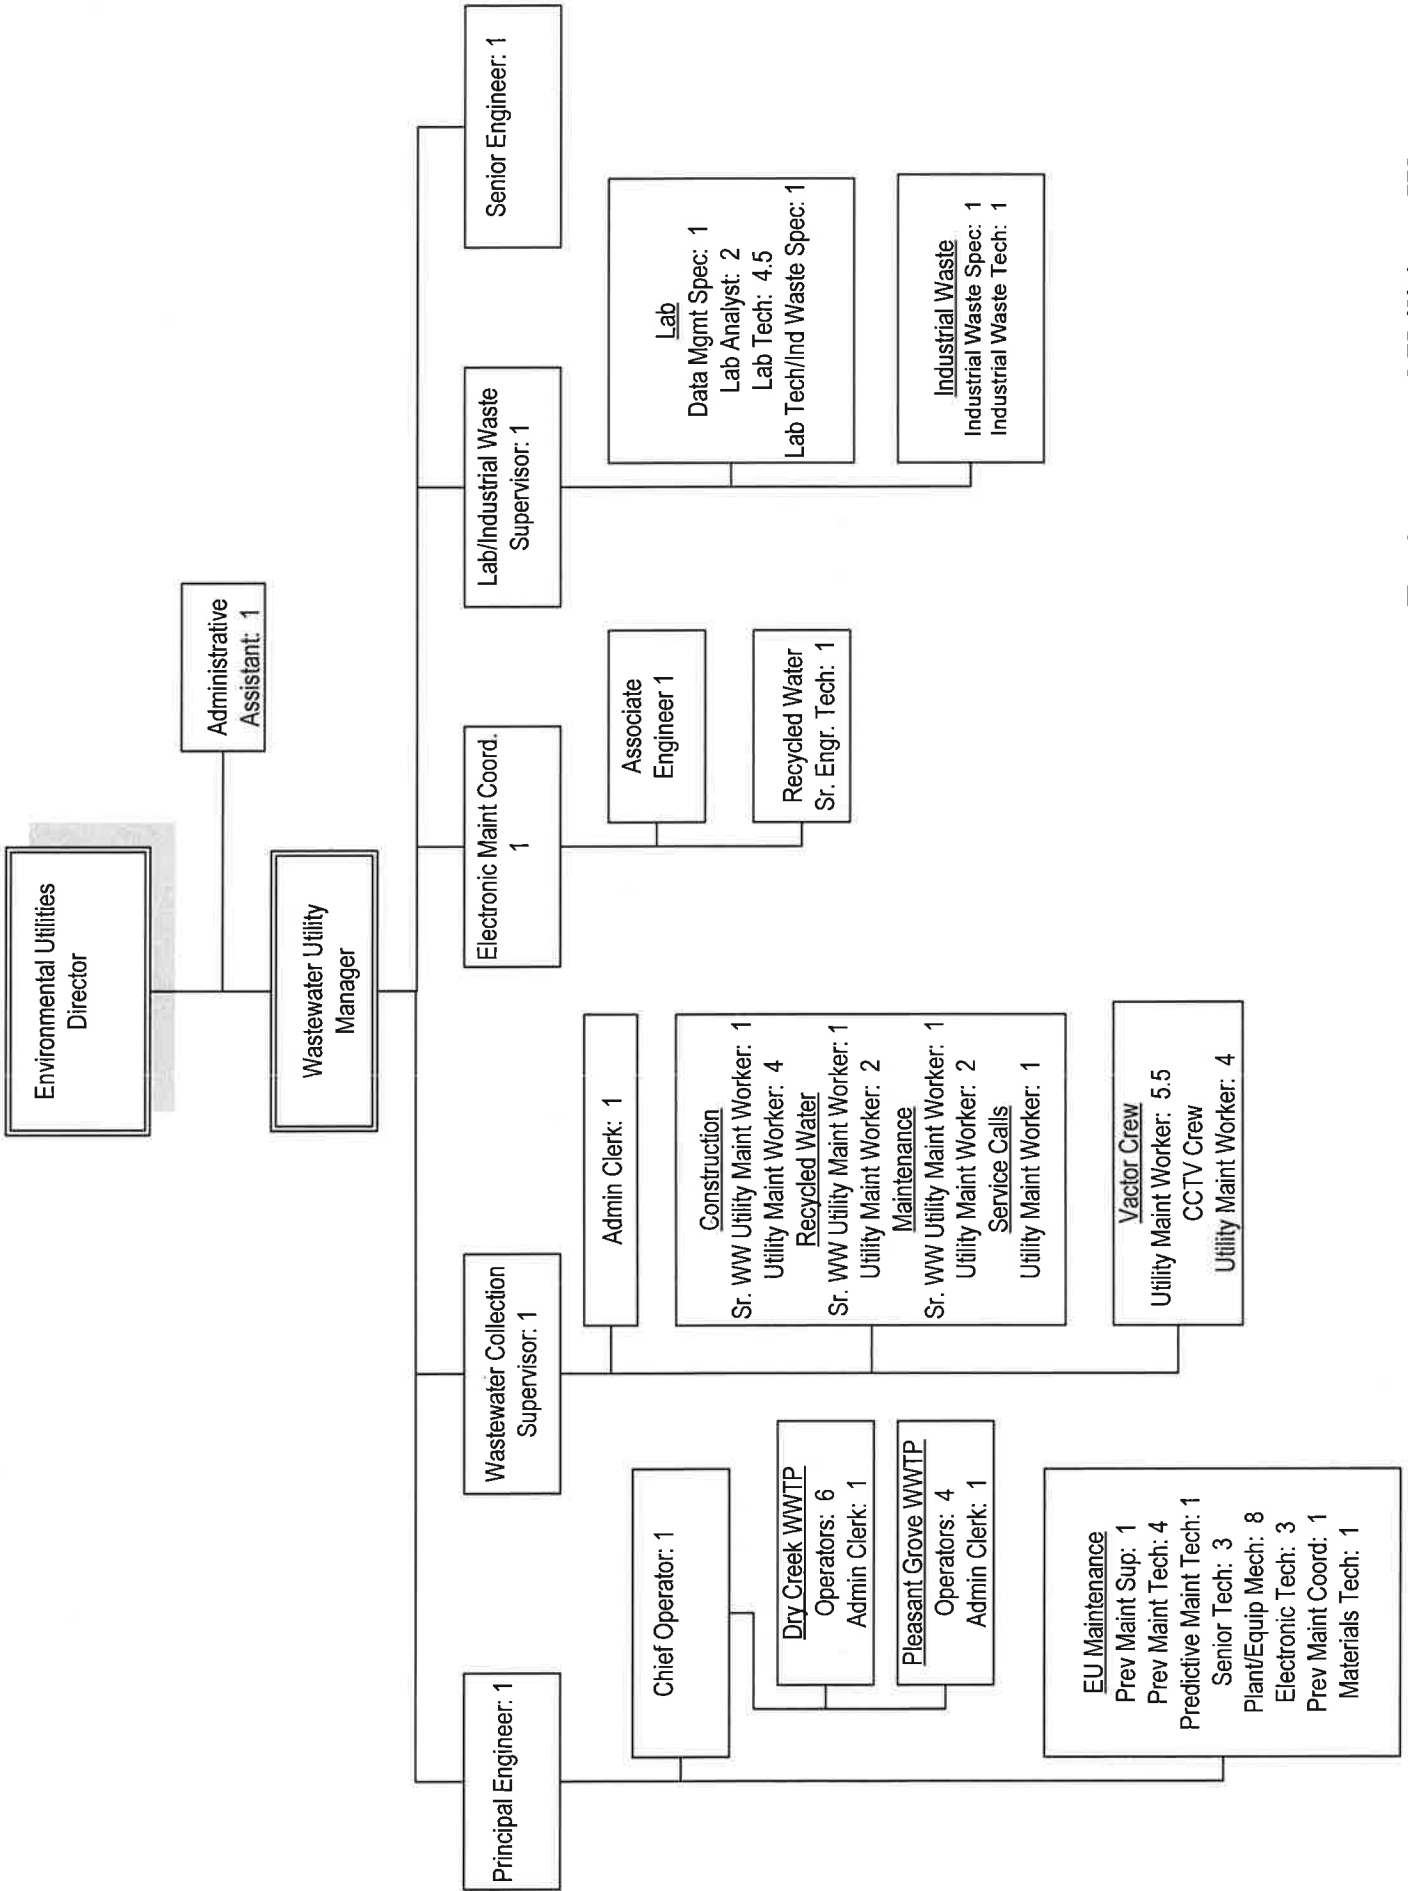 Environmental Utilities
Director
Administrative
Assistant: 1
Wastewater Utility
Manager
Principal Engineer: 1
Wastewater Collection
Supervisor: 1
Electronic Maint Coord.
1
Lab/Industrial Waste
Supervisor: 1
Senior Engineer: 1
Chief Operator: 1
Dry Creek WWTP
Operators: 6
Admin Clerk: 1
Pleasant Grove WWTP
Operators: 4
Admin Clerk: 1
EU Maintenance
Prev Maint Sup: 1
Prev Maint Tech: 4
Predictive Maint Tech: 1
Senior Tech: 3
Plant/Equip Mech: 8
Electronic Tech: 3
Prev Maint Coord: 1
Materials Tech: 1
Admin Clerk: 1
Construction
Sr. WW Utility Maint Worker: 1
Utility Maint Worker: 4
Recycled Water
Sr. WW Utility Maint Worker: 1
Utility Maint Worker: 2
Maintenance
Sr. WW Utility Maint Worker: 1
Utility Maint Worker: 2
Service Calls
Utility Maint Worker: 1
Vactor Crew
Utility Maint Worker: 5.5
CCTV Crew
Utility Maint Worker: 4
Associate
Engineer 1
Recycled Water
Sr. Engr. Tech: 1
Lab
Data Mgmt Spec: 1
Lab Analyst: 2
Lab Tech: 4.5
Lab Tech/Ind Waste Spec: 1
Industrial Waste
Industrial Waste Spec: 1
Industrial Waste Tech: 1